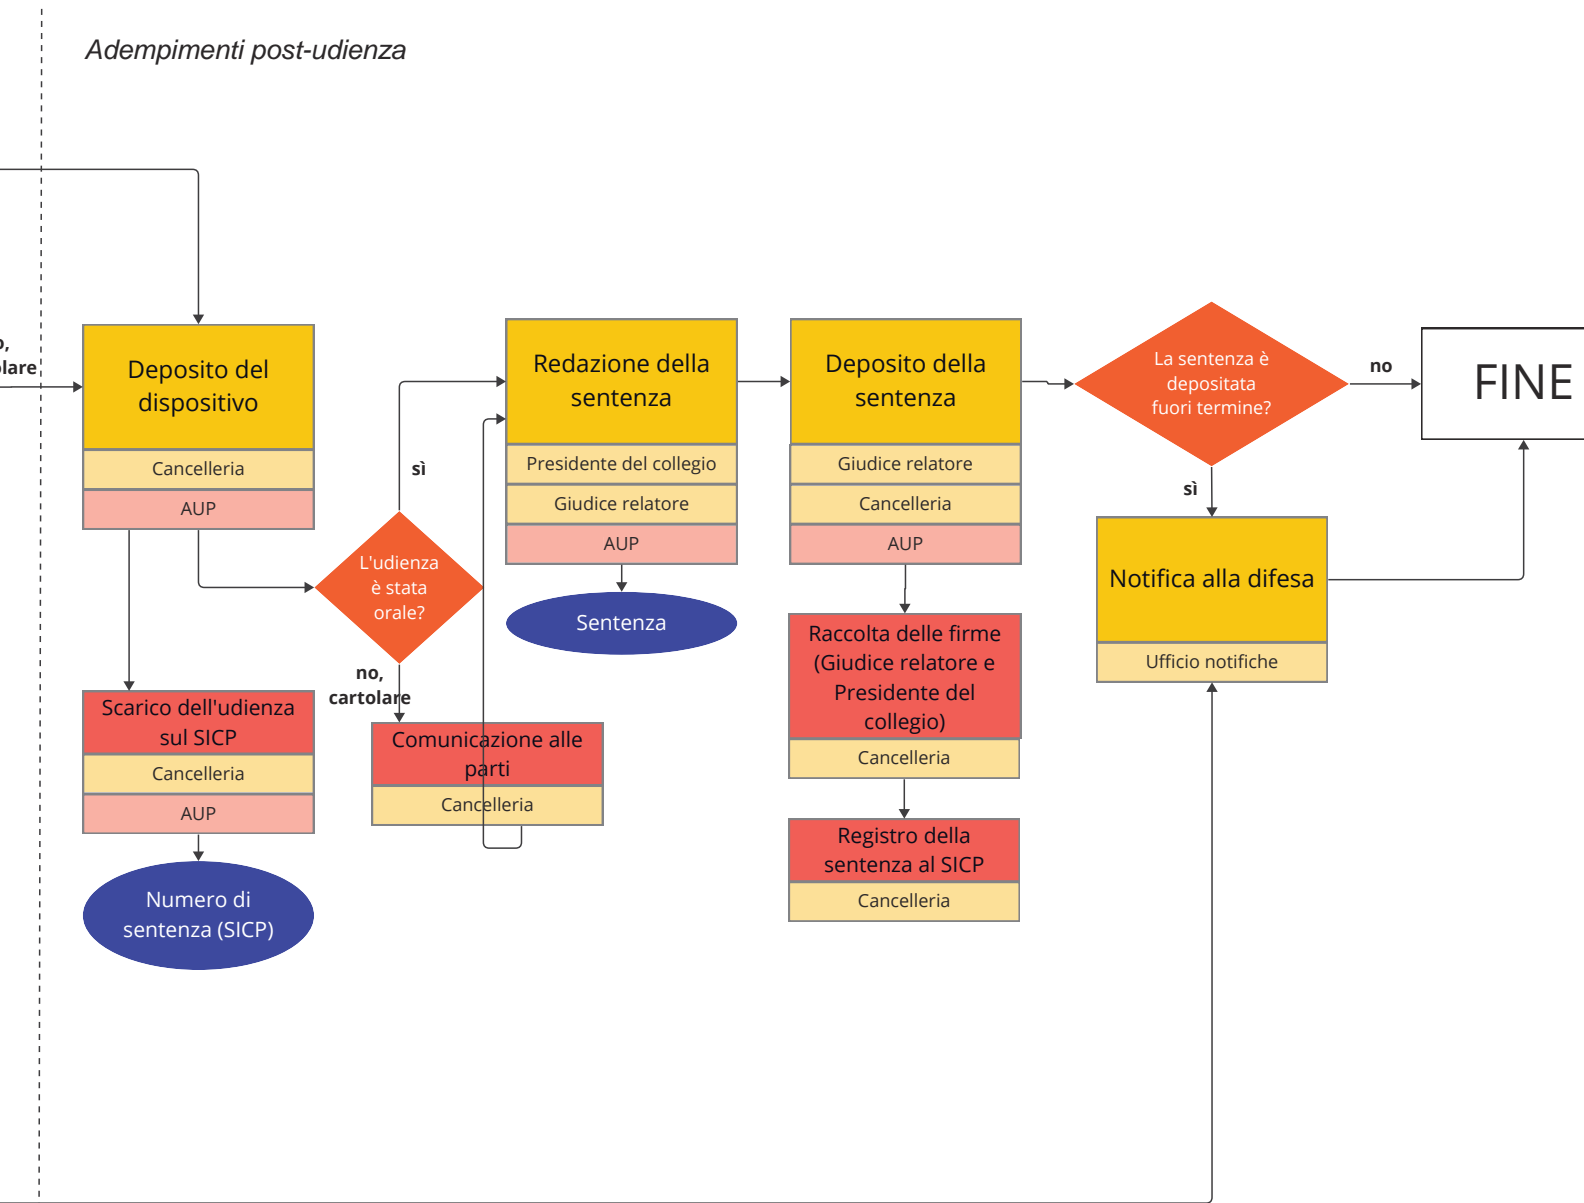 Adempimenti post-udienza
Deposito del
dispositivo
Cancelleria
AUP
Scarico dell'udienza
sul SICP
Cancelleria
AUP
Numero di
sentenza (SICP)
L'udienza
è stata
orale?
sì
no,
cartolare
Comunicazione alle
parti
Cancelleria
Redazione della
sentenza
Presidente del collegio
Giudice relatore
AUP
Sentenza
Deposito della
sentenza
Giudice relatore
Cancelleria
AUP
Raccolta delle firme
(Giudice relatore e
Presidente del
collegio)
Cancelleria
Registro della
sentenza al SICP
Cancelleria
La sentenza è
depositata
fuori termine?
no
sì
Notifica alla difesa
Ufficio notifiche
FINE